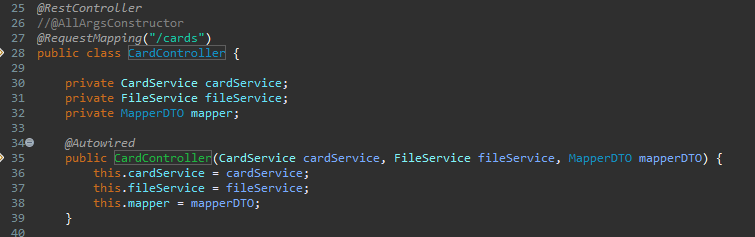 25 @RestController
26 //@AllArgsConstructor
27 @RequestMapping("/cards")
28 public class CardController {
29
30 private CardService cardService;
31 private FileService fileService;
32 private MapperDTO mapper;
33
34 @Autowired
35 public CardController(CardService cardService, FileService fileService, MapperDTO mapperDTO) {
36 this.cardService = cardService;
37 this.fileService = fileService;
38 this.mapper = mapperDTO;
39 }
40